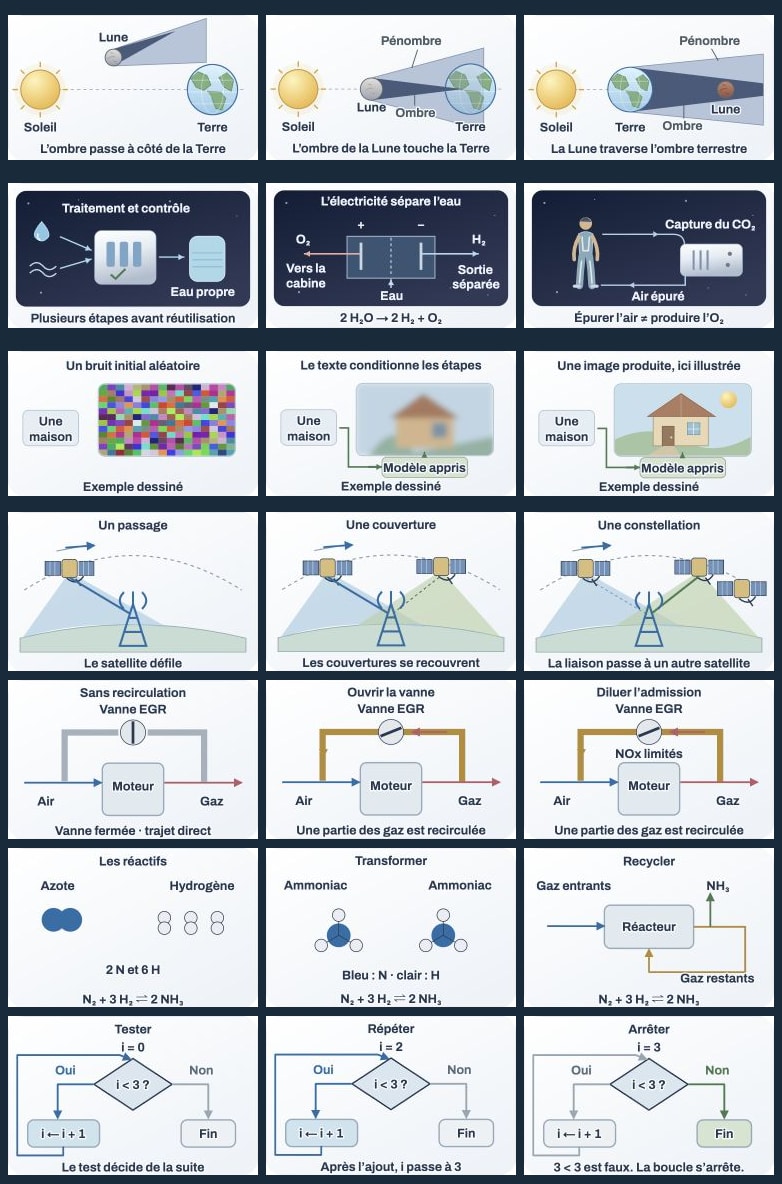 Lune
Soleil
Terre
L'ombre passe à côté de la Terre
Pénombre
Lune
Ombre
Soleil
Terre
L'ombre de la Lune touche la Terre
Pénombre
Lune
Soleil
Terre
Ombre
La Lune traverse l'ombre terrestre
Traitement et contrôle
Eau propre
Plusieurs étapes avant réutilisation
L'électricité sépare l'eau
+
−
O₂
H₂
Vers la
cabine
Sortie
séparée
Eau
2 H₂O → 2 H₂ + O₂
Capture du CO₂
Air épuré
Épurer l'air ≠ produire l'O₂
Un bruit initial aléatoire
Une
maison
Exemple dessiné
Le texte conditionne les étapes
Une
maison
Modèle appris
Exemple dessiné
Une image produite, ici illustrée
Une
maison
Modèle appris
Exemple dessiné
Un passage
Le satellite défile
Une couverture
Les couvertures se recouvrent
Une constellation
La liaison passe à un autre satellite
Sans recirculation
Vanne EGR
Moteur
Air
Gaz
Vanne fermée · trajet direct
Ouvrir la vanne
Vanne EGR
Moteur
Air
Gaz
Une partie des gaz est recirculée
Diluer l'admission
Vanne EGR
NOx limités
Moteur
Air
Gaz
Une partie des gaz est recirculée
Les réactifs
Azote
Hydrogène
2 N et 6 H
N₂ + 3 H₂ ⇌ 2 NH₃
Transformer
Ammoniac
Ammoniac
Bleu : N · clair : H
N₂ + 3 H₂ ⇌ 2 NH₃
Recycler
Gaz entrants
NH₃
Réacteur
Gaz restants
N₂ + 3 H₂ ⇌ 2 NH₃
Tester
i = 0
Oui
Non
i < 3 ?
i ← i + 1
Fin
Le test décide de la suite
Répéter
i = 2
Oui
Non
i < 3 ?
i ← i + 1
Fin
Après l'ajout, i passe à 3
Arrêter
i = 3
Oui
Non
i < 3 ?
i ← i + 1
Fin
3 < 3 est faux. La boucle s'arrête.